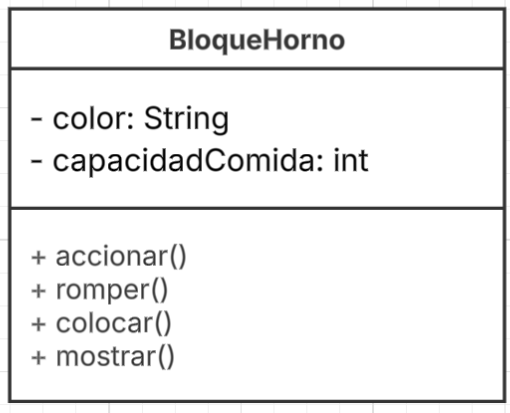 BloqueHorno
- color: String
- capacidadComida: int
+ accionar()
+ romper()
+ colocar()
+ mostrar()